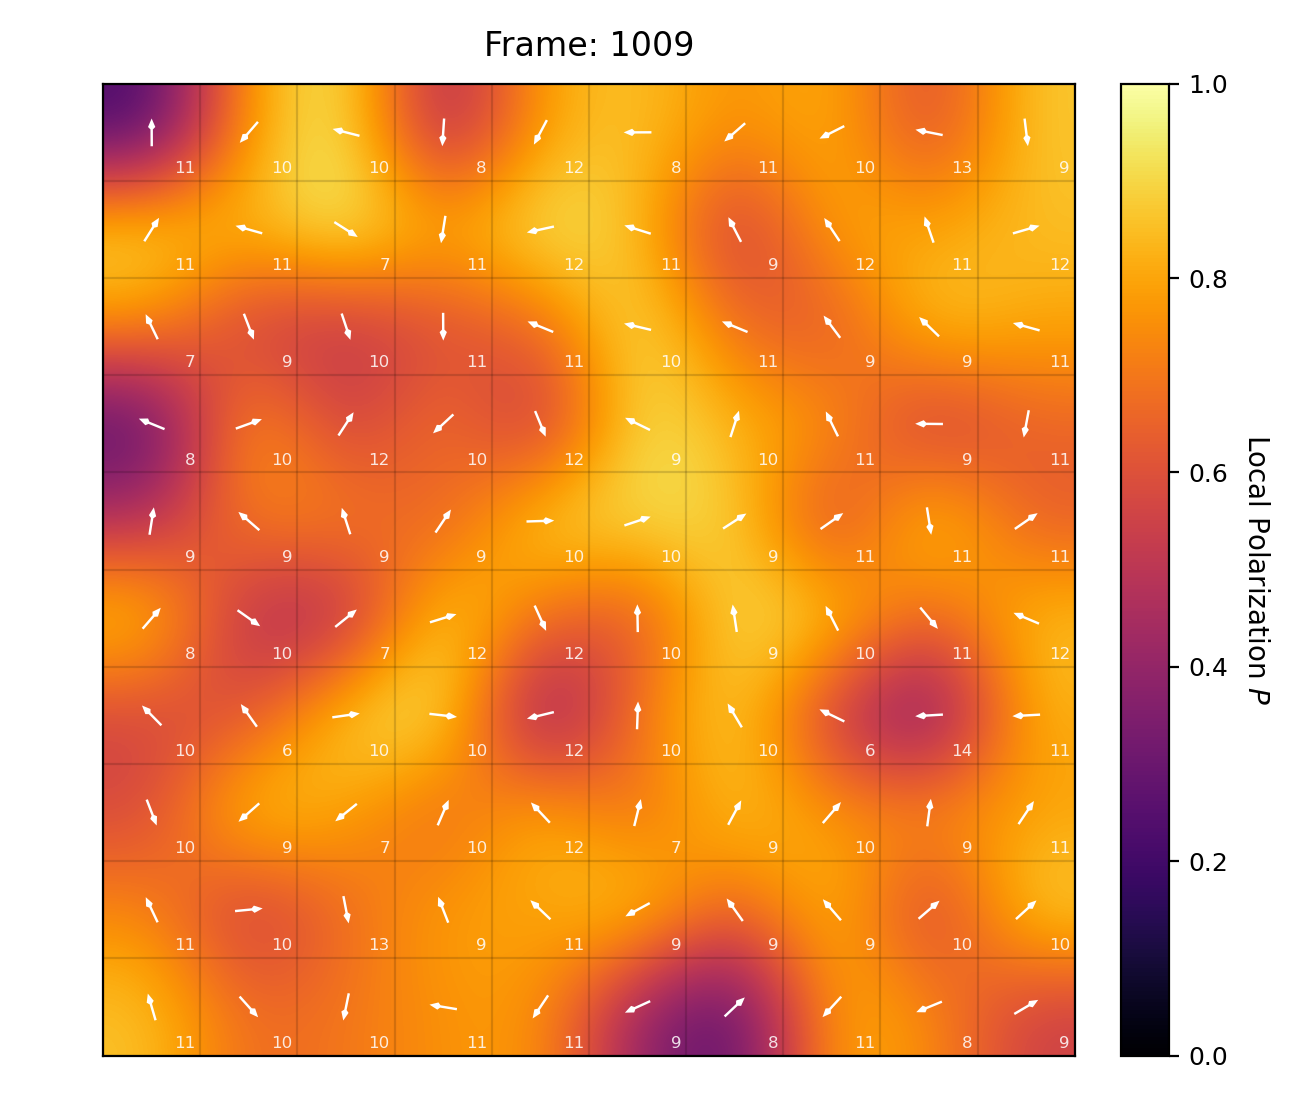 Frame: 1009
11 10 10 8 12 8 11 10 13 9
11 11 7 11 12 11 9 12 11 12
7 9 10 11 11 10 11 9 9 11
8 10 12 10 12 9 10 11 9 11
9 9 9 9 10 10 9 11 11 11
8 10 7 12 12 10 9 10 11 12
10 6 10 10 12 10 10 6 14 11
10 9 7 10 12 7 9 10 9 11
11 10 13 9 11 9 9 9 10 10
11 10 10 11 11 9 8 11 8 9
1.0
0.8
0.6
0.4
0.2
0.0
Local Polarization P